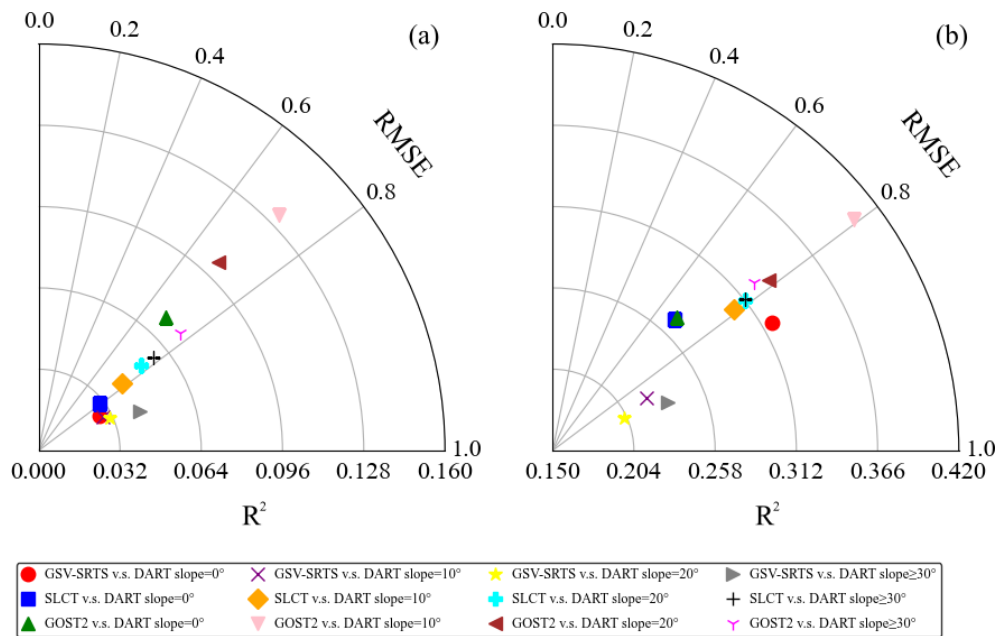 0.0
0.2
0.4
0.6
0.8
1.0
RMSE
(a)
0.000 0.032 0.064 0.096 0.128 0.160
R²
0.0
0.2
0.4
0.6
0.8
1.0
RMSE
(b)
0.150 0.204 0.258 0.312 0.366 0.420
R²
GSV-SRTS v.s. DART slope=0° GSV-SRTS v.s. DART slope=10° GSV-SRTS v.s. DART slope=20° GSV-SRTS v.s. DART slope≥30°
SLCT v.s. DART slope=0° SLCT v.s. DART slope=10° SLCT v.s. DART slope=20° SLCT v.s. DART slope≥30°
GOST2 v.s. DART slope=0° GOST2 v.s. DART slope=10° GOST2 v.s. DART slope=20° GOST2 v.s. DART slope≥30°